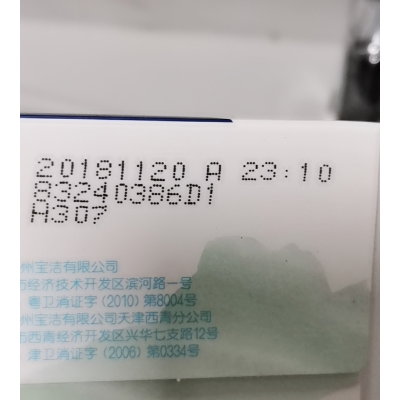 20181120 A 23:10
83240386D1
H307
州宝洁有限公司
市经济技术开发区滨河路一号
粤卫消证字(2010)第8004号
州宝洁有限公司天津西青分公司
市西青经济开发区兴华七支路12号
津卫消证字(2006)第0334号